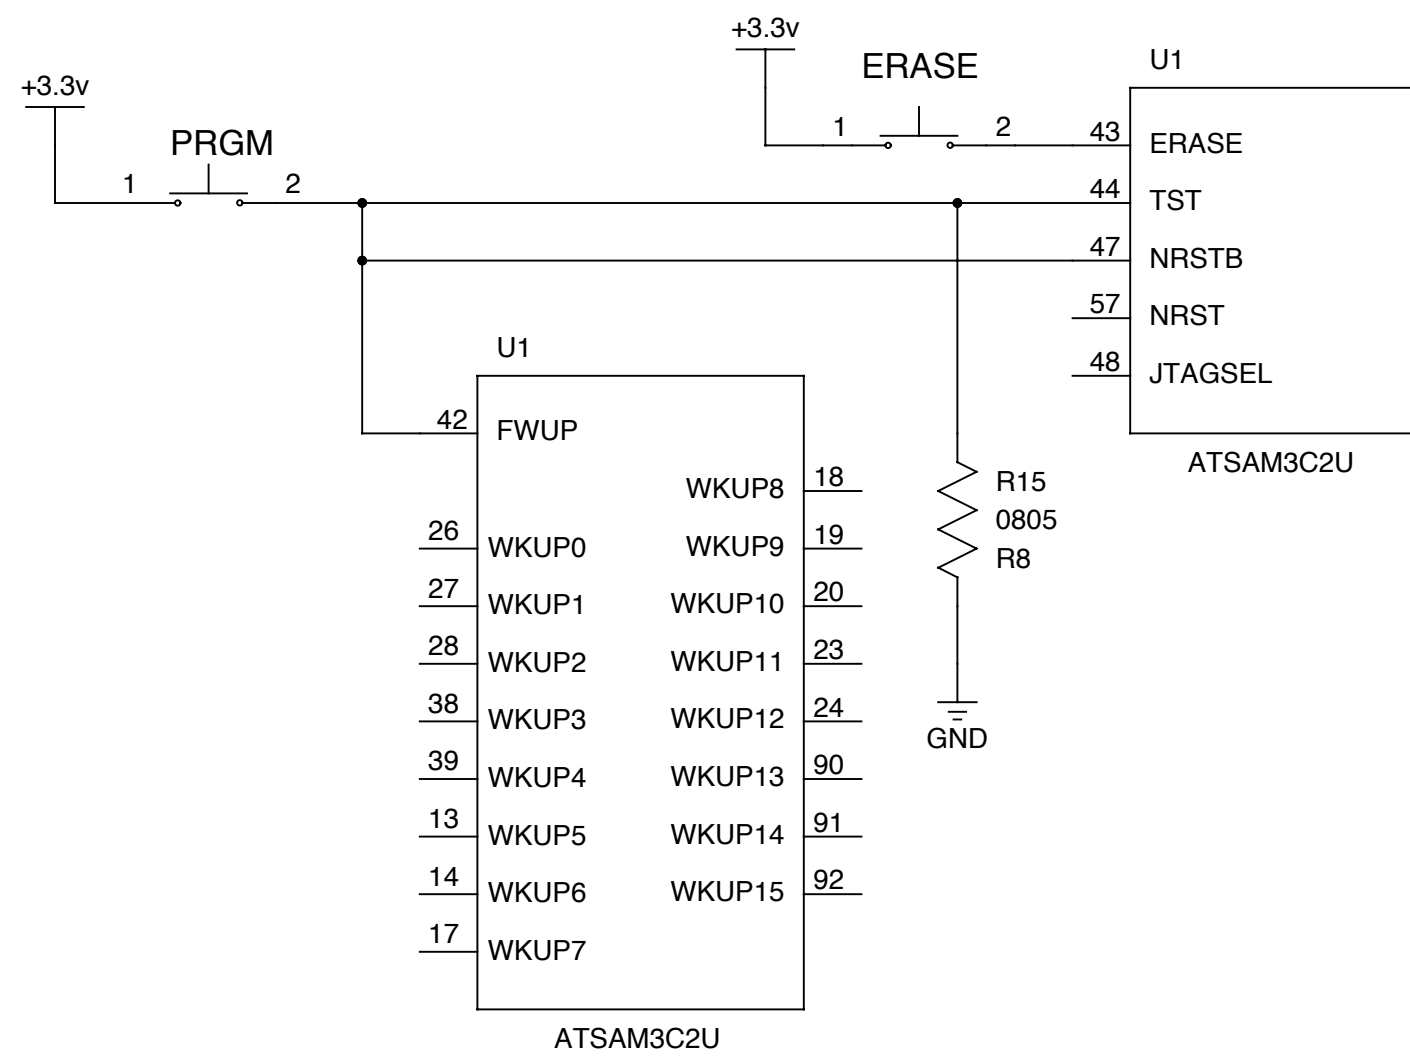 +3.3v
ERASE
U1
+3.3v
PRGM
1
2
43
ERASE
1
2
44
TST
47
NRSTB
57
NRST
48
JTAGSEL
ATSAM3C2U
U1
42
FWUP
WKUP8
18
26
WKUP0
WKUP9
19
27
WKUP1
WKUP10
20
28
WKUP2
WKUP11
23
38
WKUP3
WKUP12
24
39
WKUP4
WKUP13
90
13
WKUP5
WKUP14
91
14
WKUP6
WKUP15
92
17
WKUP7
ATSAM3C2U
R15
0805
R8
GND